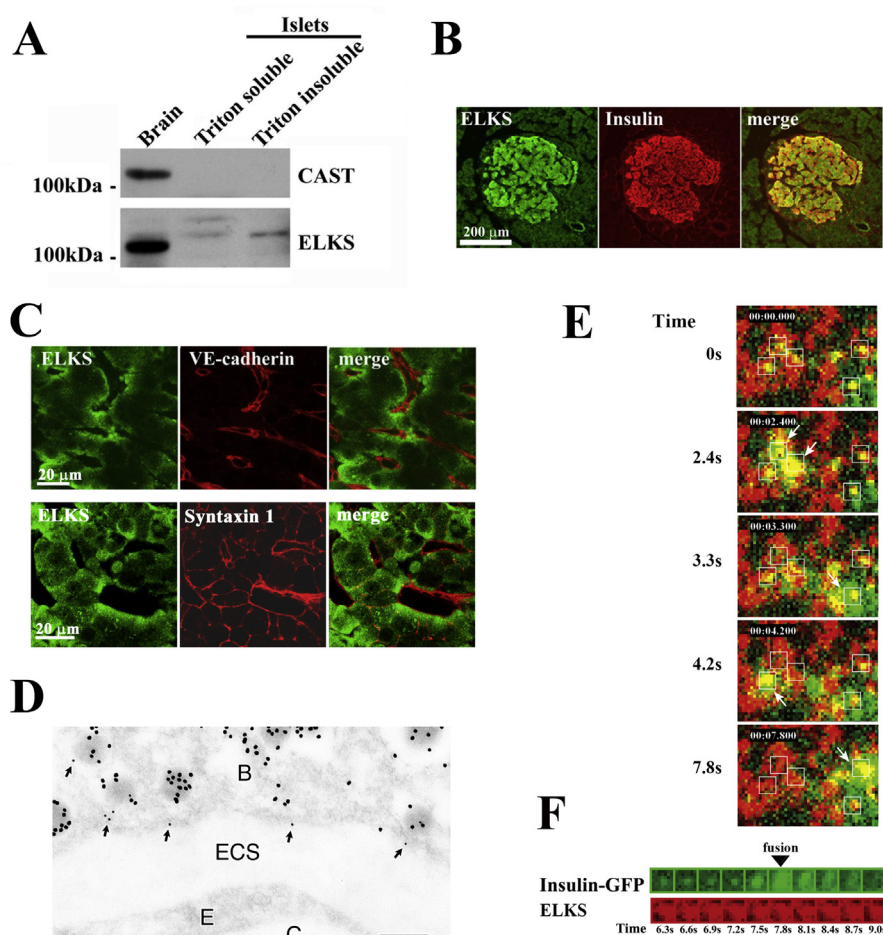 A
Islets
Brain
Triton soluble
Triton insoluble
100kDa -
CAST
100kDa -
ELKS
B
ELKS
Insulin
merge
200 μm
C
ELKS
VE-cadherin
merge
20 μm
ELKS
Syntaxin 1
merge
20 μm
D
B
ECS
E
C
E
Time
0s
00:00.000
2.4s
00:02.400
3.3s
00:03.300
4.2s
00:04.200
7.8s
00:07.800
F
fusion
Insulin-GFP
ELKS
Time 6.3s 6.6s 6.9s 7.2s 7.5s 7.8s 8.1s 8.4s 8.7s 9.0s